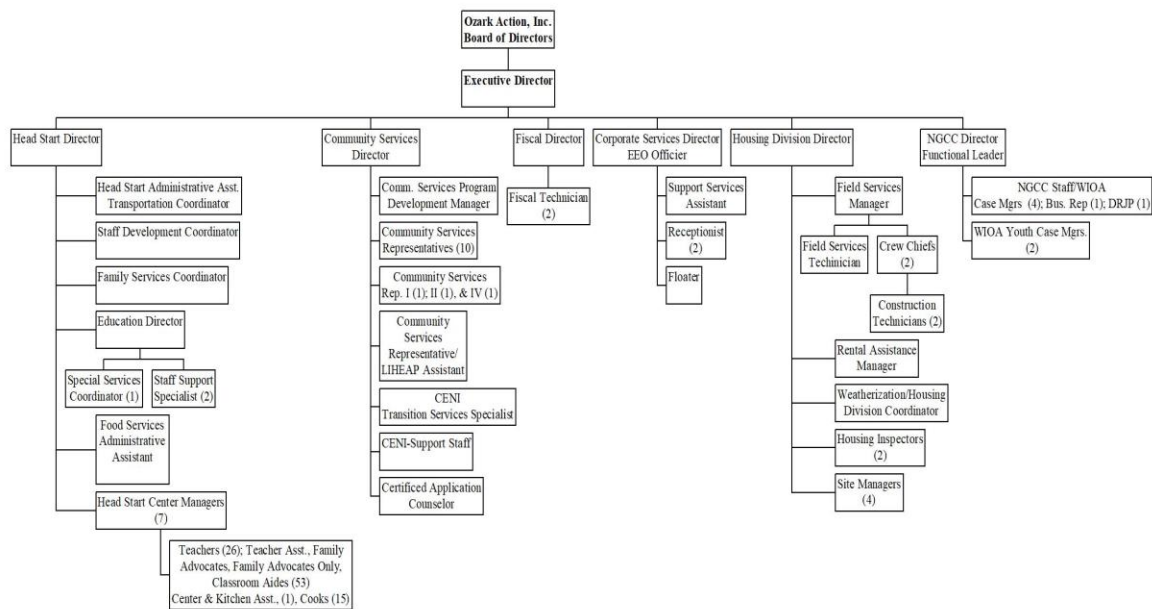 Ozark Action, Inc.
Board of Directors
Executive Director
Head Start Director
Community Services
Director
Fiscal Director
Corporate Services Director
EEO Officier
Housing Division Director
NGCC Director
Functional Leader
Head Start Administrative Asst.
Transportation Coordinator
Staff Development Coordinator
Family Services Coordinator
Education Director
Special Services
Coordinator (1)
Staff Support
Specialist (2)
Food Services
Administrative
Assistant
Head Start Center Managers
(7)
Teachers (26); Teacher Asst., Family
Advocates, Family Advocates Only,
Classroom Aides (53)
Center & Kitchen Asst., (1), Cooks (15)
Comm. Services Program
Development Manager
Community Services
Representatives (10)
Community Services
Rep. I (1); II (1), & IV (1)
Community
Services
Representative/
LIHEAP Assistant
CENI
Transition Services Specialist
CENI-Support Staff
Certificed Application
Counselor
Fiscal Technician
(2)
Support Services
Assistant
Receptionist
(2)
Floater
Field Services
Manager
Field Services
Techinician
Crew Chiefs
(2)
Construction
Technicians (2)
Rental Assistance
Manager
Weatherization/Housing
Division Coordinator
Housing Inspectors
(2)
Site Managers
(4)
NGCC Staff/WIOA
Case Mgrs (4); Bus. Rep (1); DRJP (1)
WIOA Youth Case Mgrs.
(2)